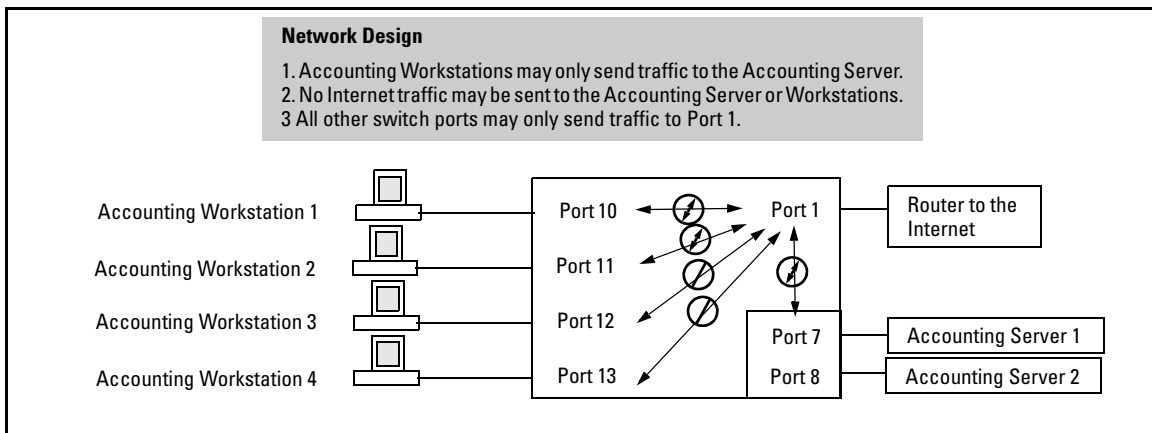 Network Design
1. Accounting Workstations may only send traffic to the Accounting Server.
2. No Internet traffic may be sent to the Accounting Server or Workstations.
3 All other switch ports may only send traffic to Port 1.
Accounting Workstation 1
Port 10
Port 1
Router to the
Internet
Accounting Workstation 2
Port 11
Accounting Workstation 3
Port 12
Port 7
Accounting Server 1
Accounting Workstation 4
Port 13
Port 8
Accounting Server 2